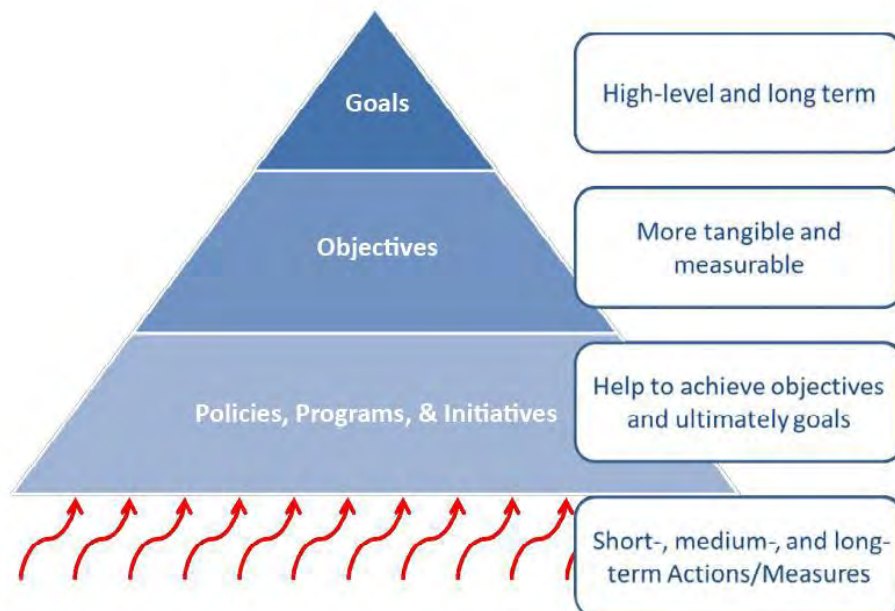 Goals
High-level and long term
Objectives
More tangible and
measurable
Policies, Programs, & Initiatives
Help to achieve objectives
and ultimately goals
Short-, medium-, and long-
term Actions/Measures